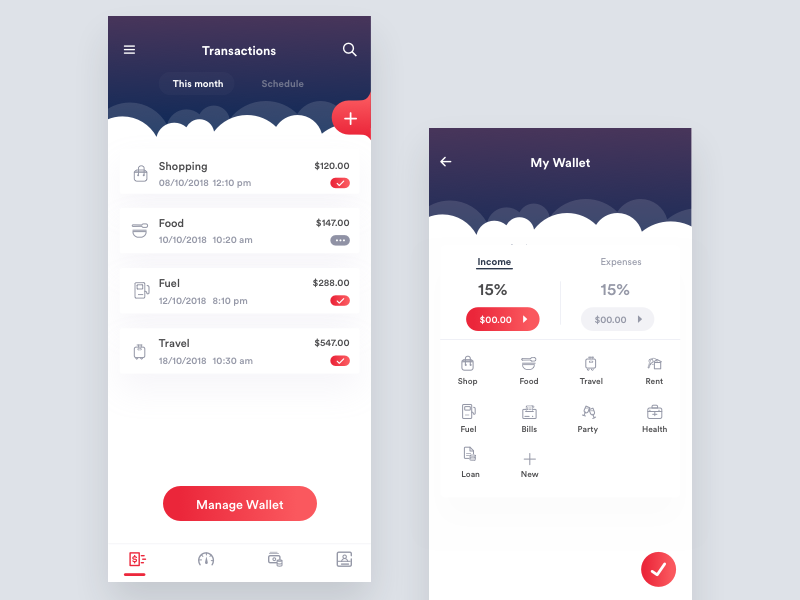 Transactions
This month Schedule
Shopping $120.00
08/10/2018 12:10 pm
Food $147.00
10/10/2018 10:20 am
Fuel $288.00
12/10/2018 8:10 pm
Travel $547.00
18/10/2018 10:30 am
Manage Wallet
My Wallet
Income Expenses
15% 15%
$00.00 $00.00
Shop Food Travel Rent
Fuel Bills Party Health
Loan New